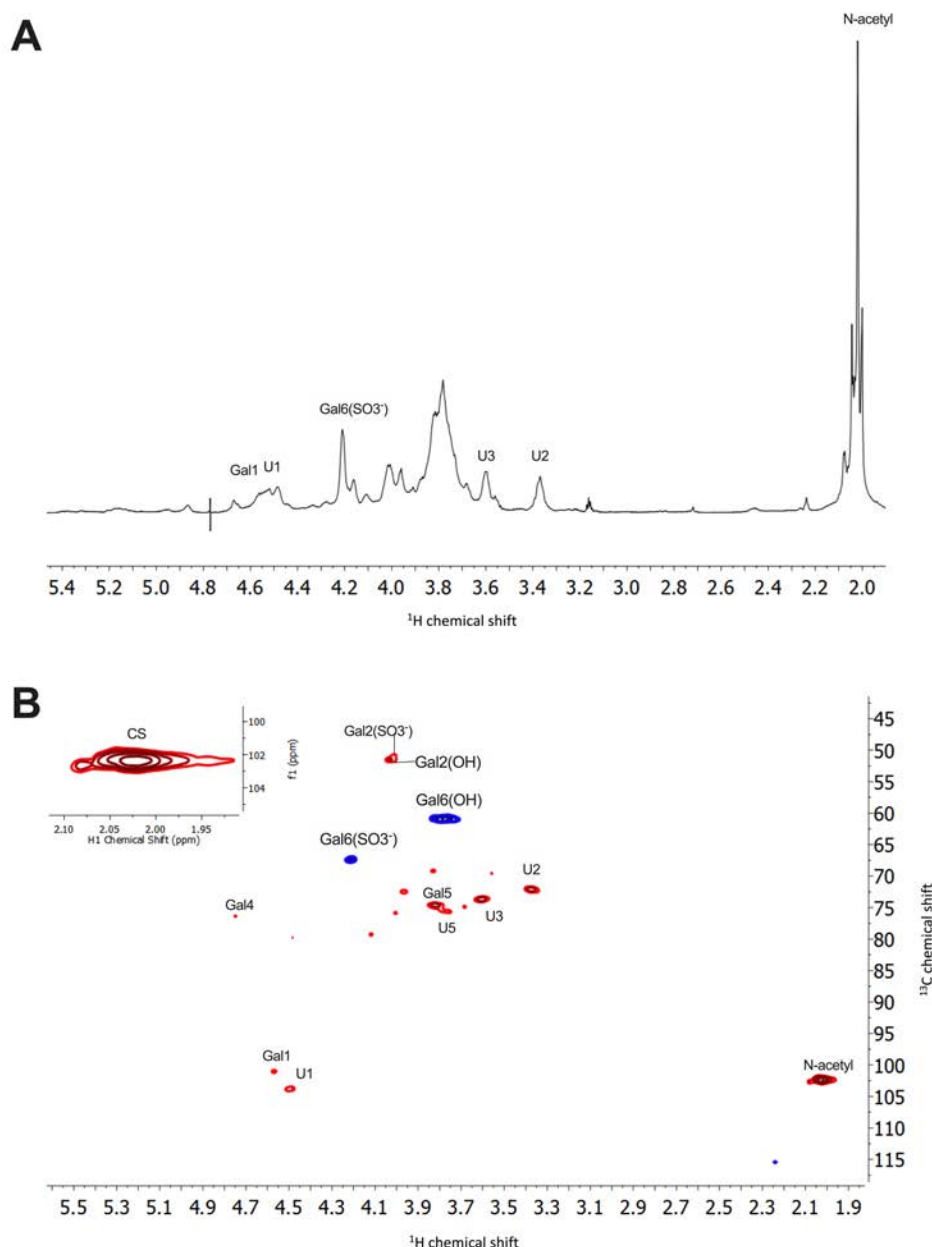 A
N-acetyl
Gal6(SO3⁻)
Gal1 U1
U3
U2
5.4 5.2 5.0 4.8 4.6 4.4 4.2 4.0 3.8 3.6 3.4 3.2 3.0 2.8 2.6 2.4 2.2 2.0
¹H chemical shift
B
CS
100
102
104
f1 (ppm)
2.10 2.05 2.00 1.95
H1 Chemical Shift (ppm)
Gal2(SO3⁻)
Gal2(OH)
Gal6(OH)
Gal6(SO3⁻)
U2
Gal4
Gal5
U3
U5
Gal1
U1
N-acetyl
45
50
55
60
65
70
75
80
85
90
95
100
105
110
115
¹³C chemical shift
5.5 5.3 5.1 4.9 4.7 4.5 4.3 4.1 3.9 3.7 3.5 3.3 3.1 2.9 2.7 2.5 2.3 2.1 1.9
¹H chemical shift